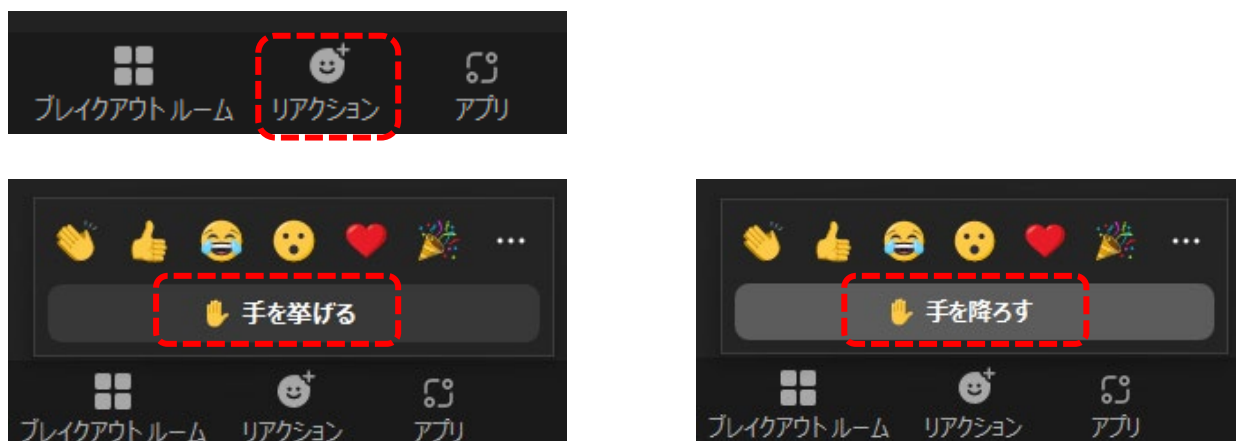 ブレイクアウト ルーム リアクション アプリ
手を挙げる
ブレイクアウト ルーム リアクション アプリ
手を降ろす
ブレイクアウト ルーム リアクション アプリ